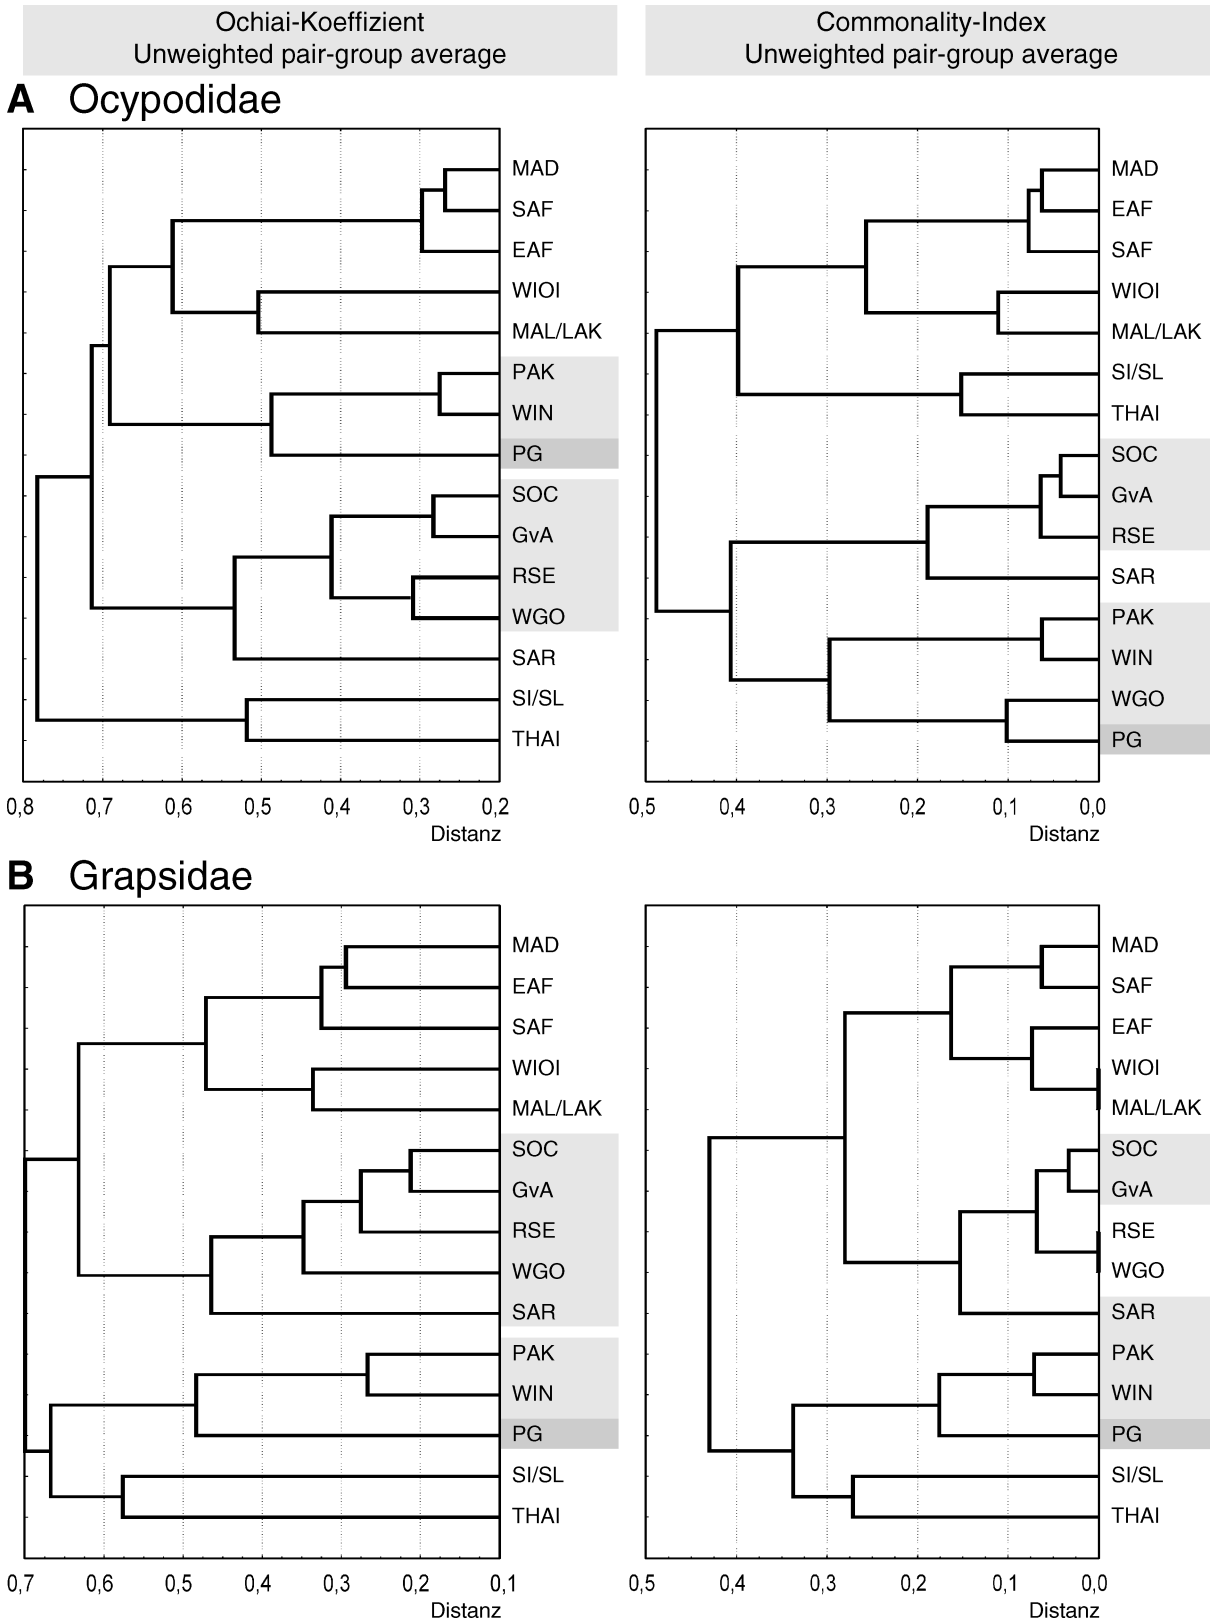 Ochiai-Koeffizient
Unweighted pair-group average
Commonality-Index
Unweighted pair-group average
A Ocypodidae
MAD
SAF
EAF
WIOI
MAL/LAK
PAK
WIN
PG
SOC
GvA
RSE
WGO
SAR
SI/SL
THAI
0,8 0,7 0,6 0,5 0,4 0,3 0,2
Distanz
MAD
EAF
SAF
WIOI
MAL/LAK
SI/SL
THAI
SOC
GvA
RSE
SAR
PAK
WIN
WGO
PG
0,5 0,4 0,3 0,2 0,1 0,0
Distanz
B Grapsidae
MAD
EAF
SAF
WIOI
MAL/LAK
SOC
GvA
RSE
WGO
SAR
PAK
WIN
PG
SI/SL
THAI
0,7 0,6 0,5 0,4 0,3 0,2 0,1
Distanz
MAD
SAF
EAF
WIOI
MAL/LAK
SOC
GvA
RSE
WGO
SAR
PAK
WIN
PG
SI/SL
THAI
0,5 0,4 0,3 0,2 0,1 0,0
Distanz